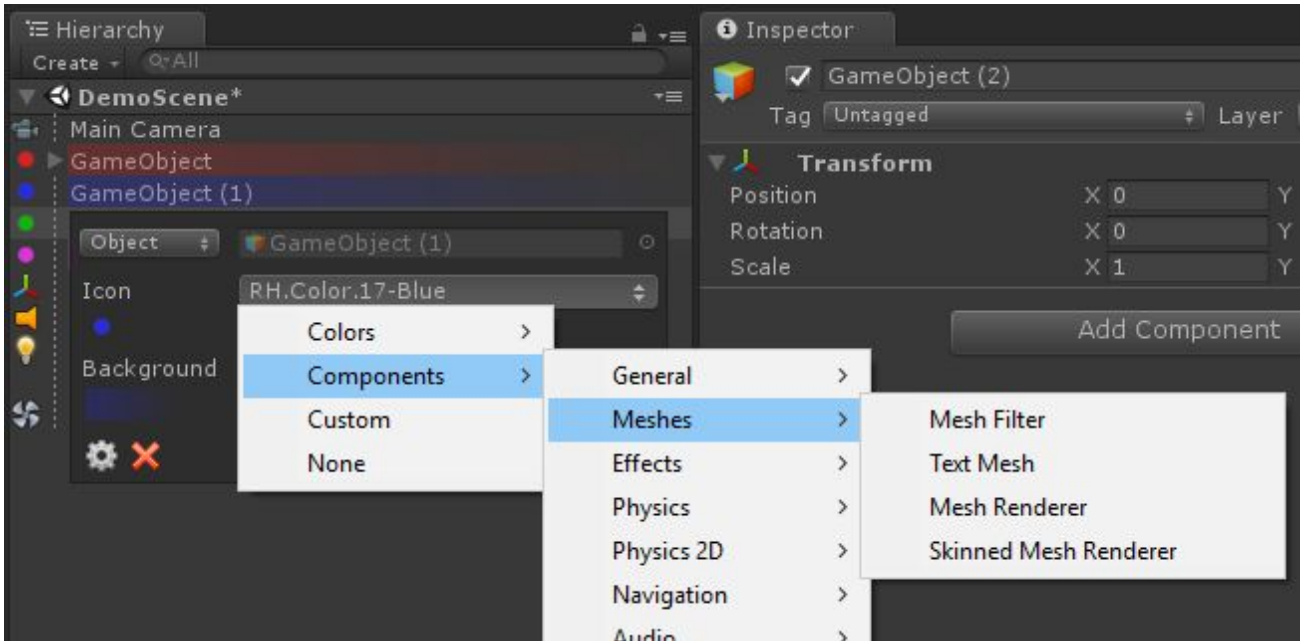 Hierarchy
Create
All
DemoScene*
Main Camera
GameObject
GameObject (1)
Object
GameObject (1)
Icon
RH.Color.17-Blue
Background
Colors
Components
Custom
None
General
Meshes
Effects
Physics
Physics 2D
Navigation
Audio
Mesh Filter
Text Mesh
Mesh Renderer
Skinned Mesh Renderer
Inspector
GameObject (2)
Tag Untagged Layer
Transform
Position X 0 Y
Rotation X 0 Y
Scale X 1 Y
Add Component